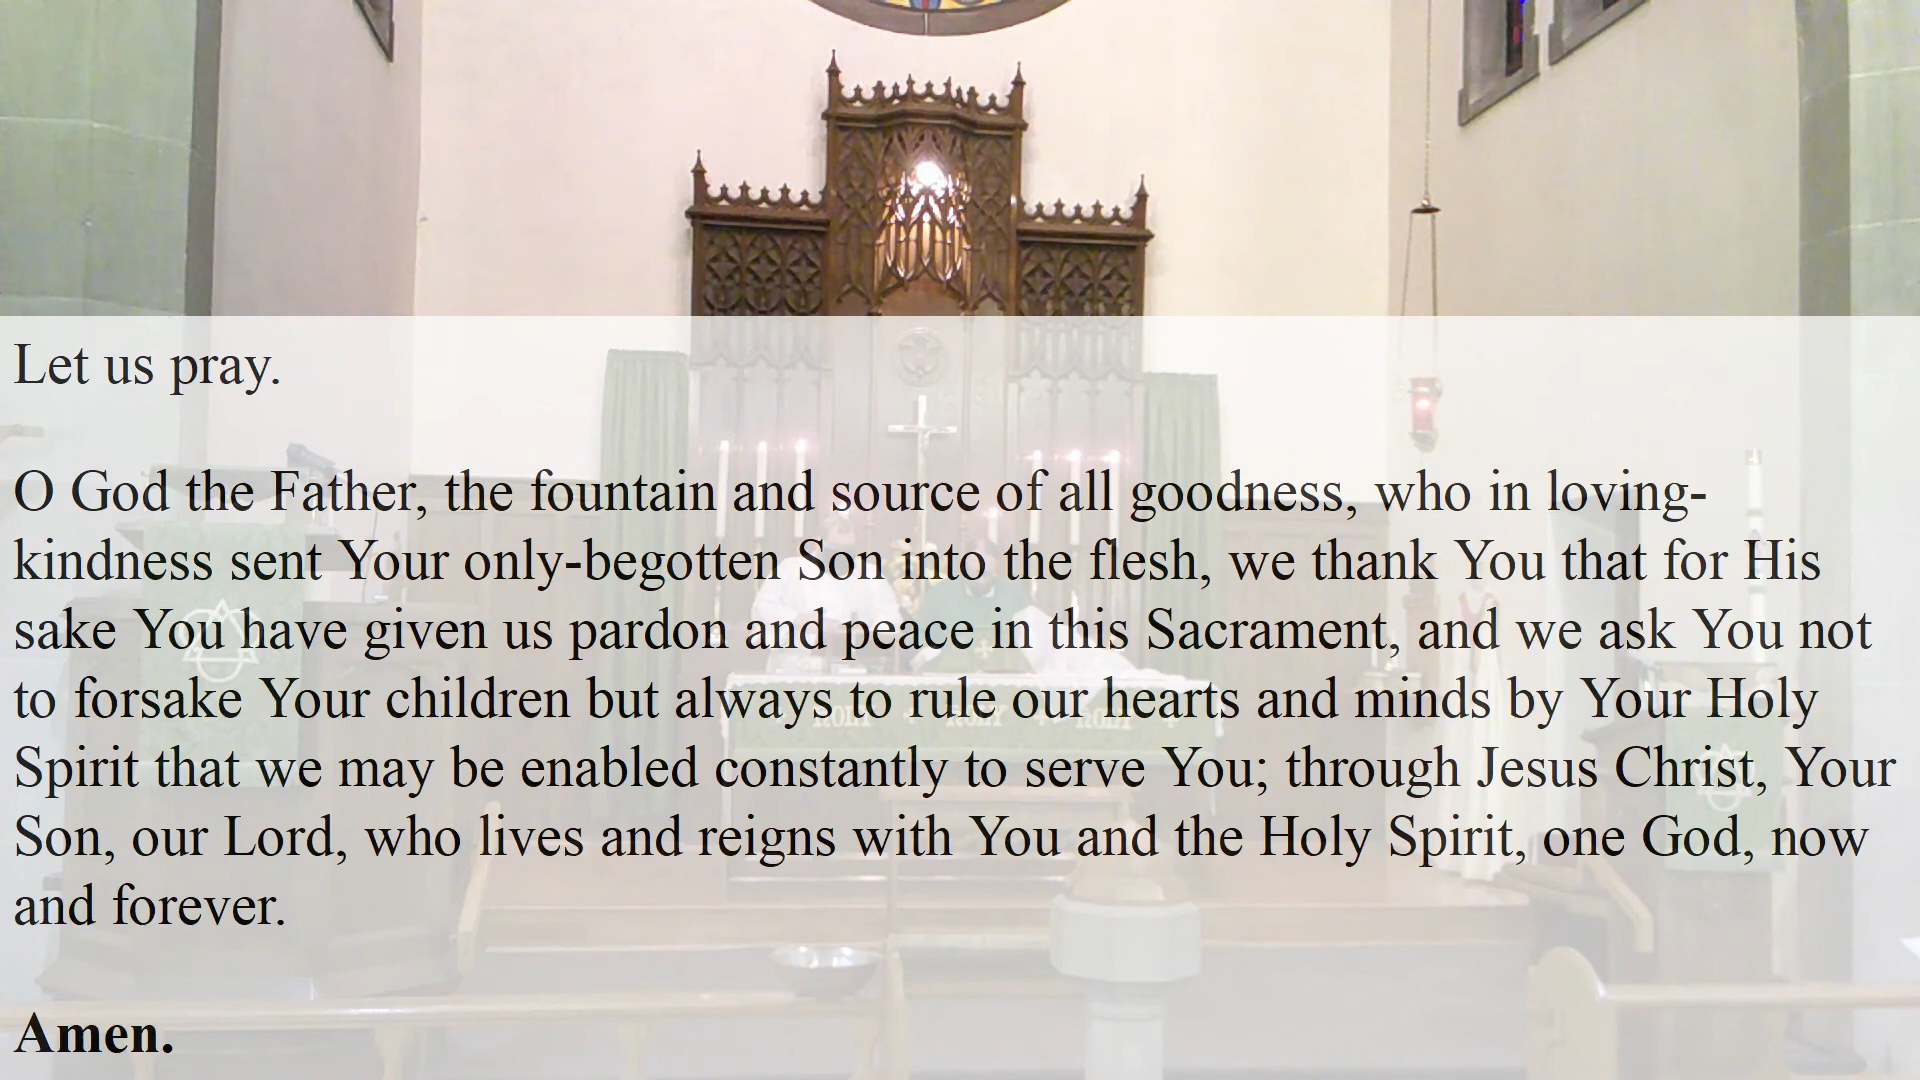 Let us pray.
O God the Father, the fountain and source of all goodness, who in loving-
kindness sent Your only-begotten Son into the flesh, we thank You that for His
sake You have given us pardon and peace in this Sacrament, and we ask You not
to forsake Your children but always to rule our hearts and minds by Your Holy
Spirit that we may be enabled constantly to serve You; through Jesus Christ, Your
Son, our Lord, who lives and reigns with You and the Holy Spirit, one God, now
and forever.
Amen.
HOLY HOLY HOLY